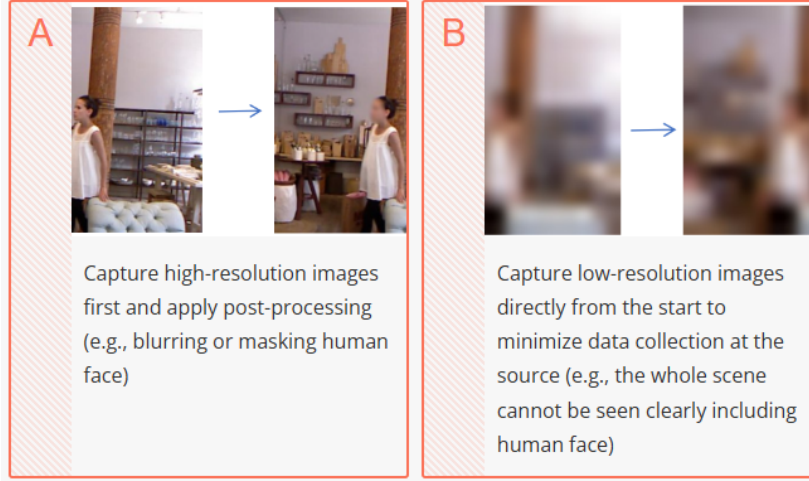 A
Capture high-resolution images
first and apply post-processing
(e.g., blurring or masking human
face)
B
Capture low-resolution images
directly from the start to
minimize data collection at the
source (e.g., the whole scene
cannot be seen clearly including
human face)